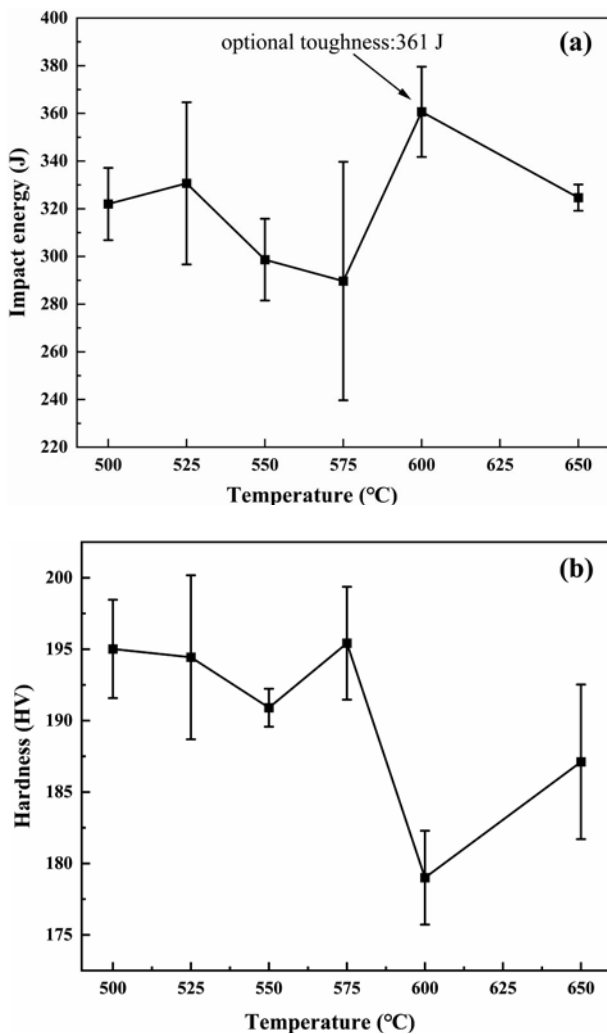 400
(a)
optional toughness:361 J
380
360
340
320
300
280
260
240
220
Impact energy (J)
500 525 550 575 600 625 650
Temperature (°C)
(b)
200
195
190
185
180
175
Hardness (HV)
500 525 550 575 600 625 650
Temperature (°C)